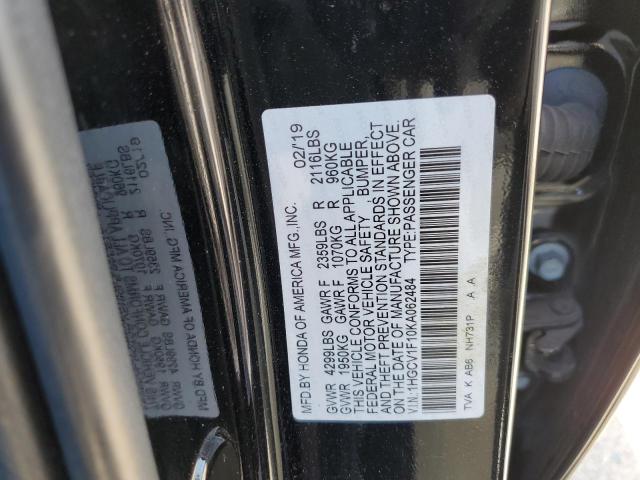 MFD BY HONDA OF AMERICA MFG.,INC. 02/'19
GVWR 4299LBS GAWR F 2359LBS R 2116LBS
GVWR 1950KG GAWR F 1070KG R 960KG
THIS VEHICLE CONFORMS TO ALL APPLICABLE
FEDERAL MOTOR VEHICLE SAFETY, BUMPER,
AND THEFT PREVENTION STANDARDS IN EFFECT
ON THE DATE OF MANUFACTURE SHOWN ABOVE.
V.I.N.:1HGCV1F10KA062484 TYPE:PASSENGER CAR
TVA K AB6 NH731P A A